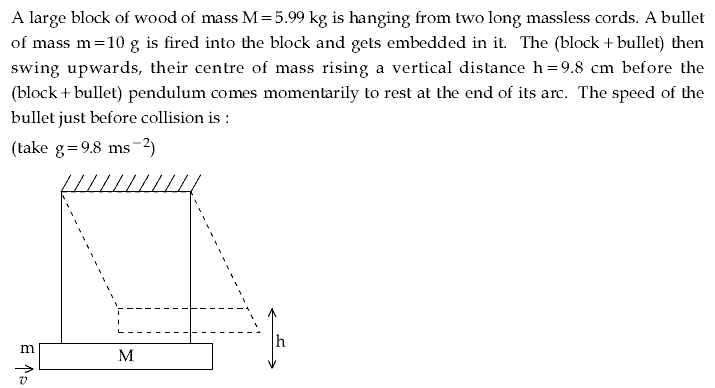 A large block of wood of mass M=5.99 kg is hanging from two long massless cords. A bullet
of mass m=10 g is fired into the block and gets embedded in it. The (block+bullet) then
swing upwards, their centre of mass rising a vertical distance h=9.8 cm before the
(block+bullet) pendulum comes momentarily to rest at the end of its arc. The speed of the
bullet just before collision is :
(take g=9.8 ms⁻²)
h
m
M
v